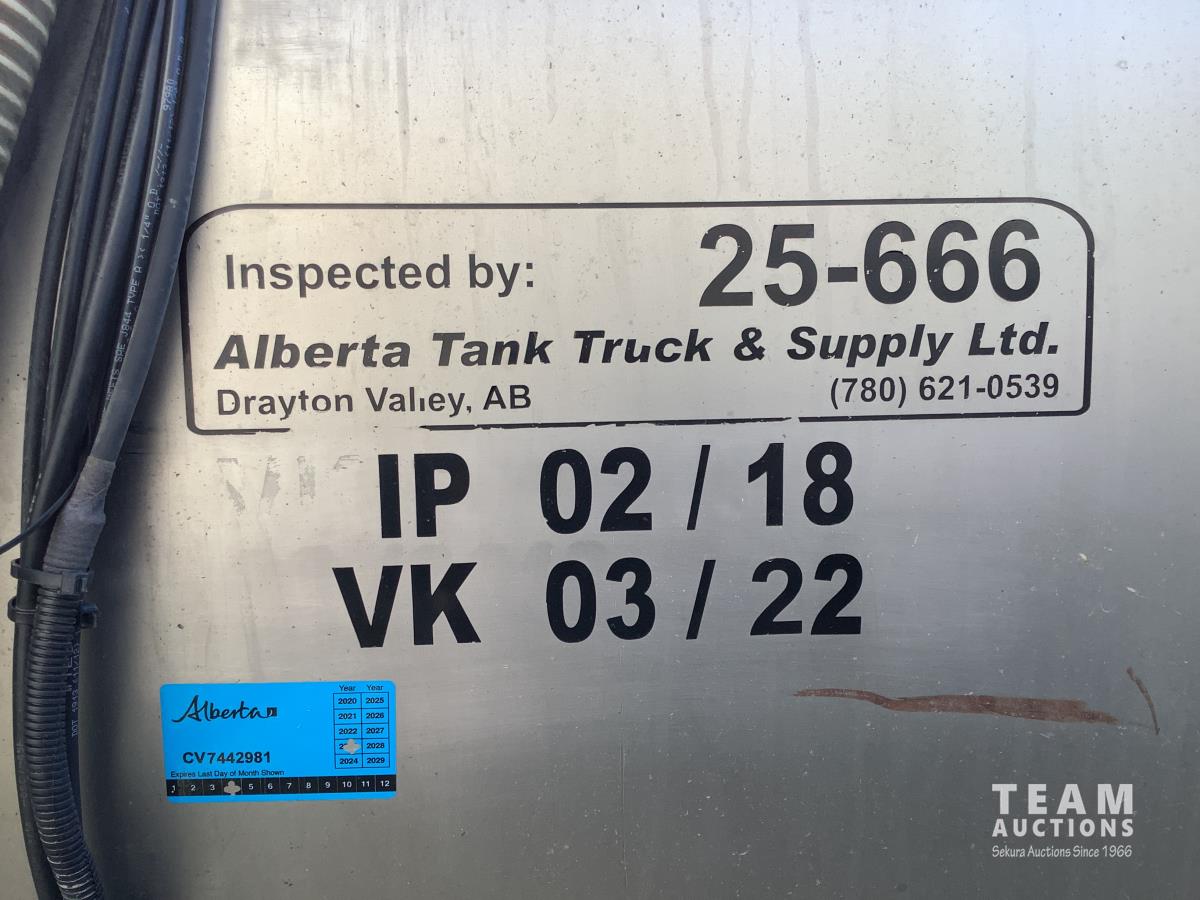 Inspected by: 25-666
Alberta Tank Truck & Supply Ltd.
Drayton Valley, AB (780) 621-0539
IP 02 / 18
VK 03 / 22
Alberta
Year Year
2020 2025
2021 2026
2022 2027
2028
2024 2029
CV7442981
Expires Last Day of Month Shown
1 2 3 5 6 7 8 9 10 11 12
TEAM
AUCTIONS
Sekura Auctions Since 1966